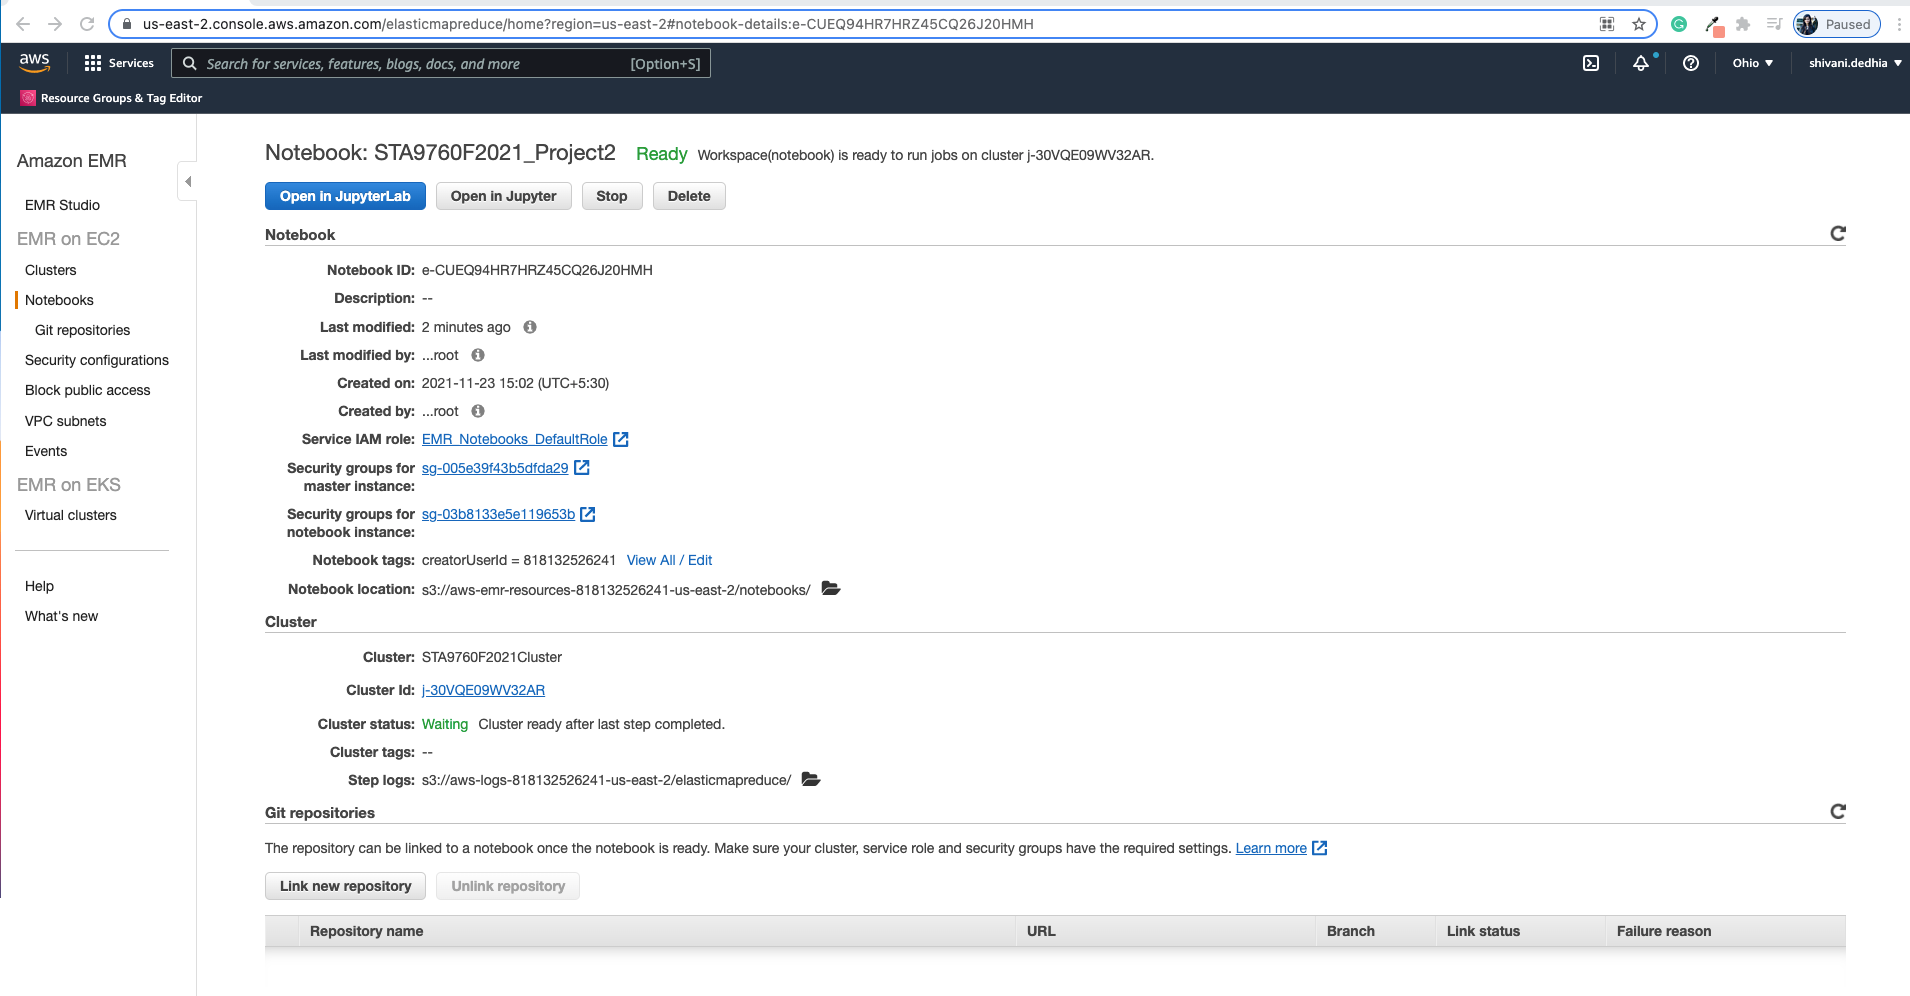 us-east-2.console.aws.amazon.com/elasticmapreduce/home?region=us-east-2#notebook-details:e-CUEQ94HR7HRZ45CQ26J20HMH
Paused
aws
Services
Search for services, features, blogs, docs, and more
[Option+S]
Ohio
shivani.dedhia
Resource Groups & Tag Editor
Amazon EMR
EMR Studio
EMR on EC2
Clusters
Notebooks
Git repositories
Security configurations
Block public access
VPC subnets
Events
EMR on EKS
Virtual clusters
Help
What's new
Notebook: STA9760F2021_Project2 Ready Workspace(notebook) is ready to run jobs on cluster j-30VQE09WV32AR.
Open in JupyterLab Open in Jupyter Stop Delete
Notebook
Notebook ID: e-CUEQ94HR7HRZ45CQ26J20HMH
Description: --
Last modified: 2 minutes ago
Last modified by: ...root
Created on: 2021-11-23 15:02 (UTC+5:30)
Created by: ...root
Service IAM role: EMR_Notebooks_DefaultRole
Security groups for master instance: sg-005e39f43b5dfda29
Security groups for notebook instance: sg-03b8133e5e119653b
Notebook tags: creatorUserId = 818132526241 View All / Edit
Notebook location: s3://aws-emr-resources-818132526241-us-east-2/notebooks/
Cluster
Cluster: STA9760F2021Cluster
Cluster Id: j-30VQE09WV32AR
Cluster status: Waiting Cluster ready after last step completed.
Cluster tags: --
Step logs: s3://aws-logs-818132526241-us-east-2/elasticmapreduce/
Git repositories
The repository can be linked to a notebook once the notebook is ready. Make sure your cluster, service role and security groups have the required settings. Learn more
Link new repository Unlink repository
Repository name URL Branch Link status Failure reason